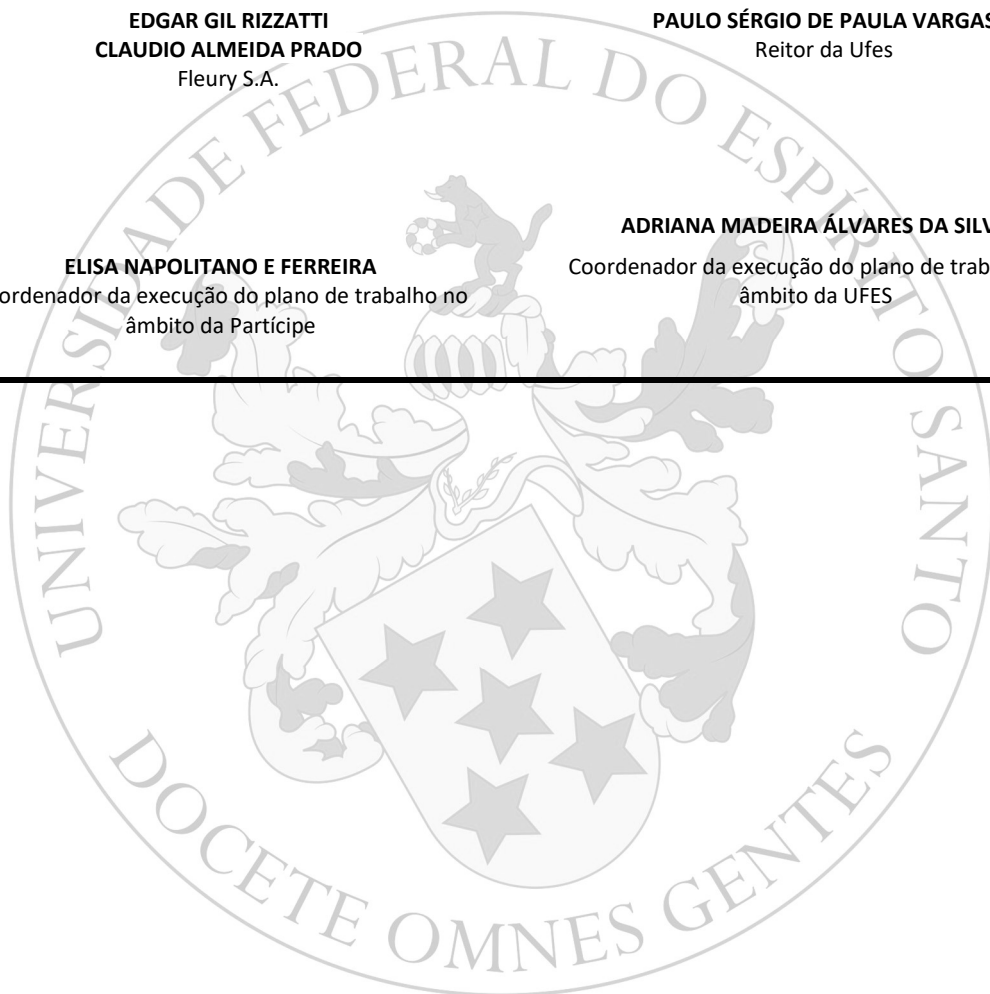 EDGAR GIL RIZZATTI
CLAUDIO ALMEIDA PRADO
Fleury S.A.
PAULO SÉRGIO DE PAULA VARGAS
Reitor da Ufes
ELISA NAPOLITANO E FERREIRA
ordenador da execução do plano de trabalho no
âmbito da Partícipe
ADRIANA MADEIRA ÁLVARES DA SILV
Coordenador da execução do plano de trab
âmbito da UFES
UNIVERSIDADE FEDERAL DO ESPÍRITO SANTO
DOCETE OMNES GENTES